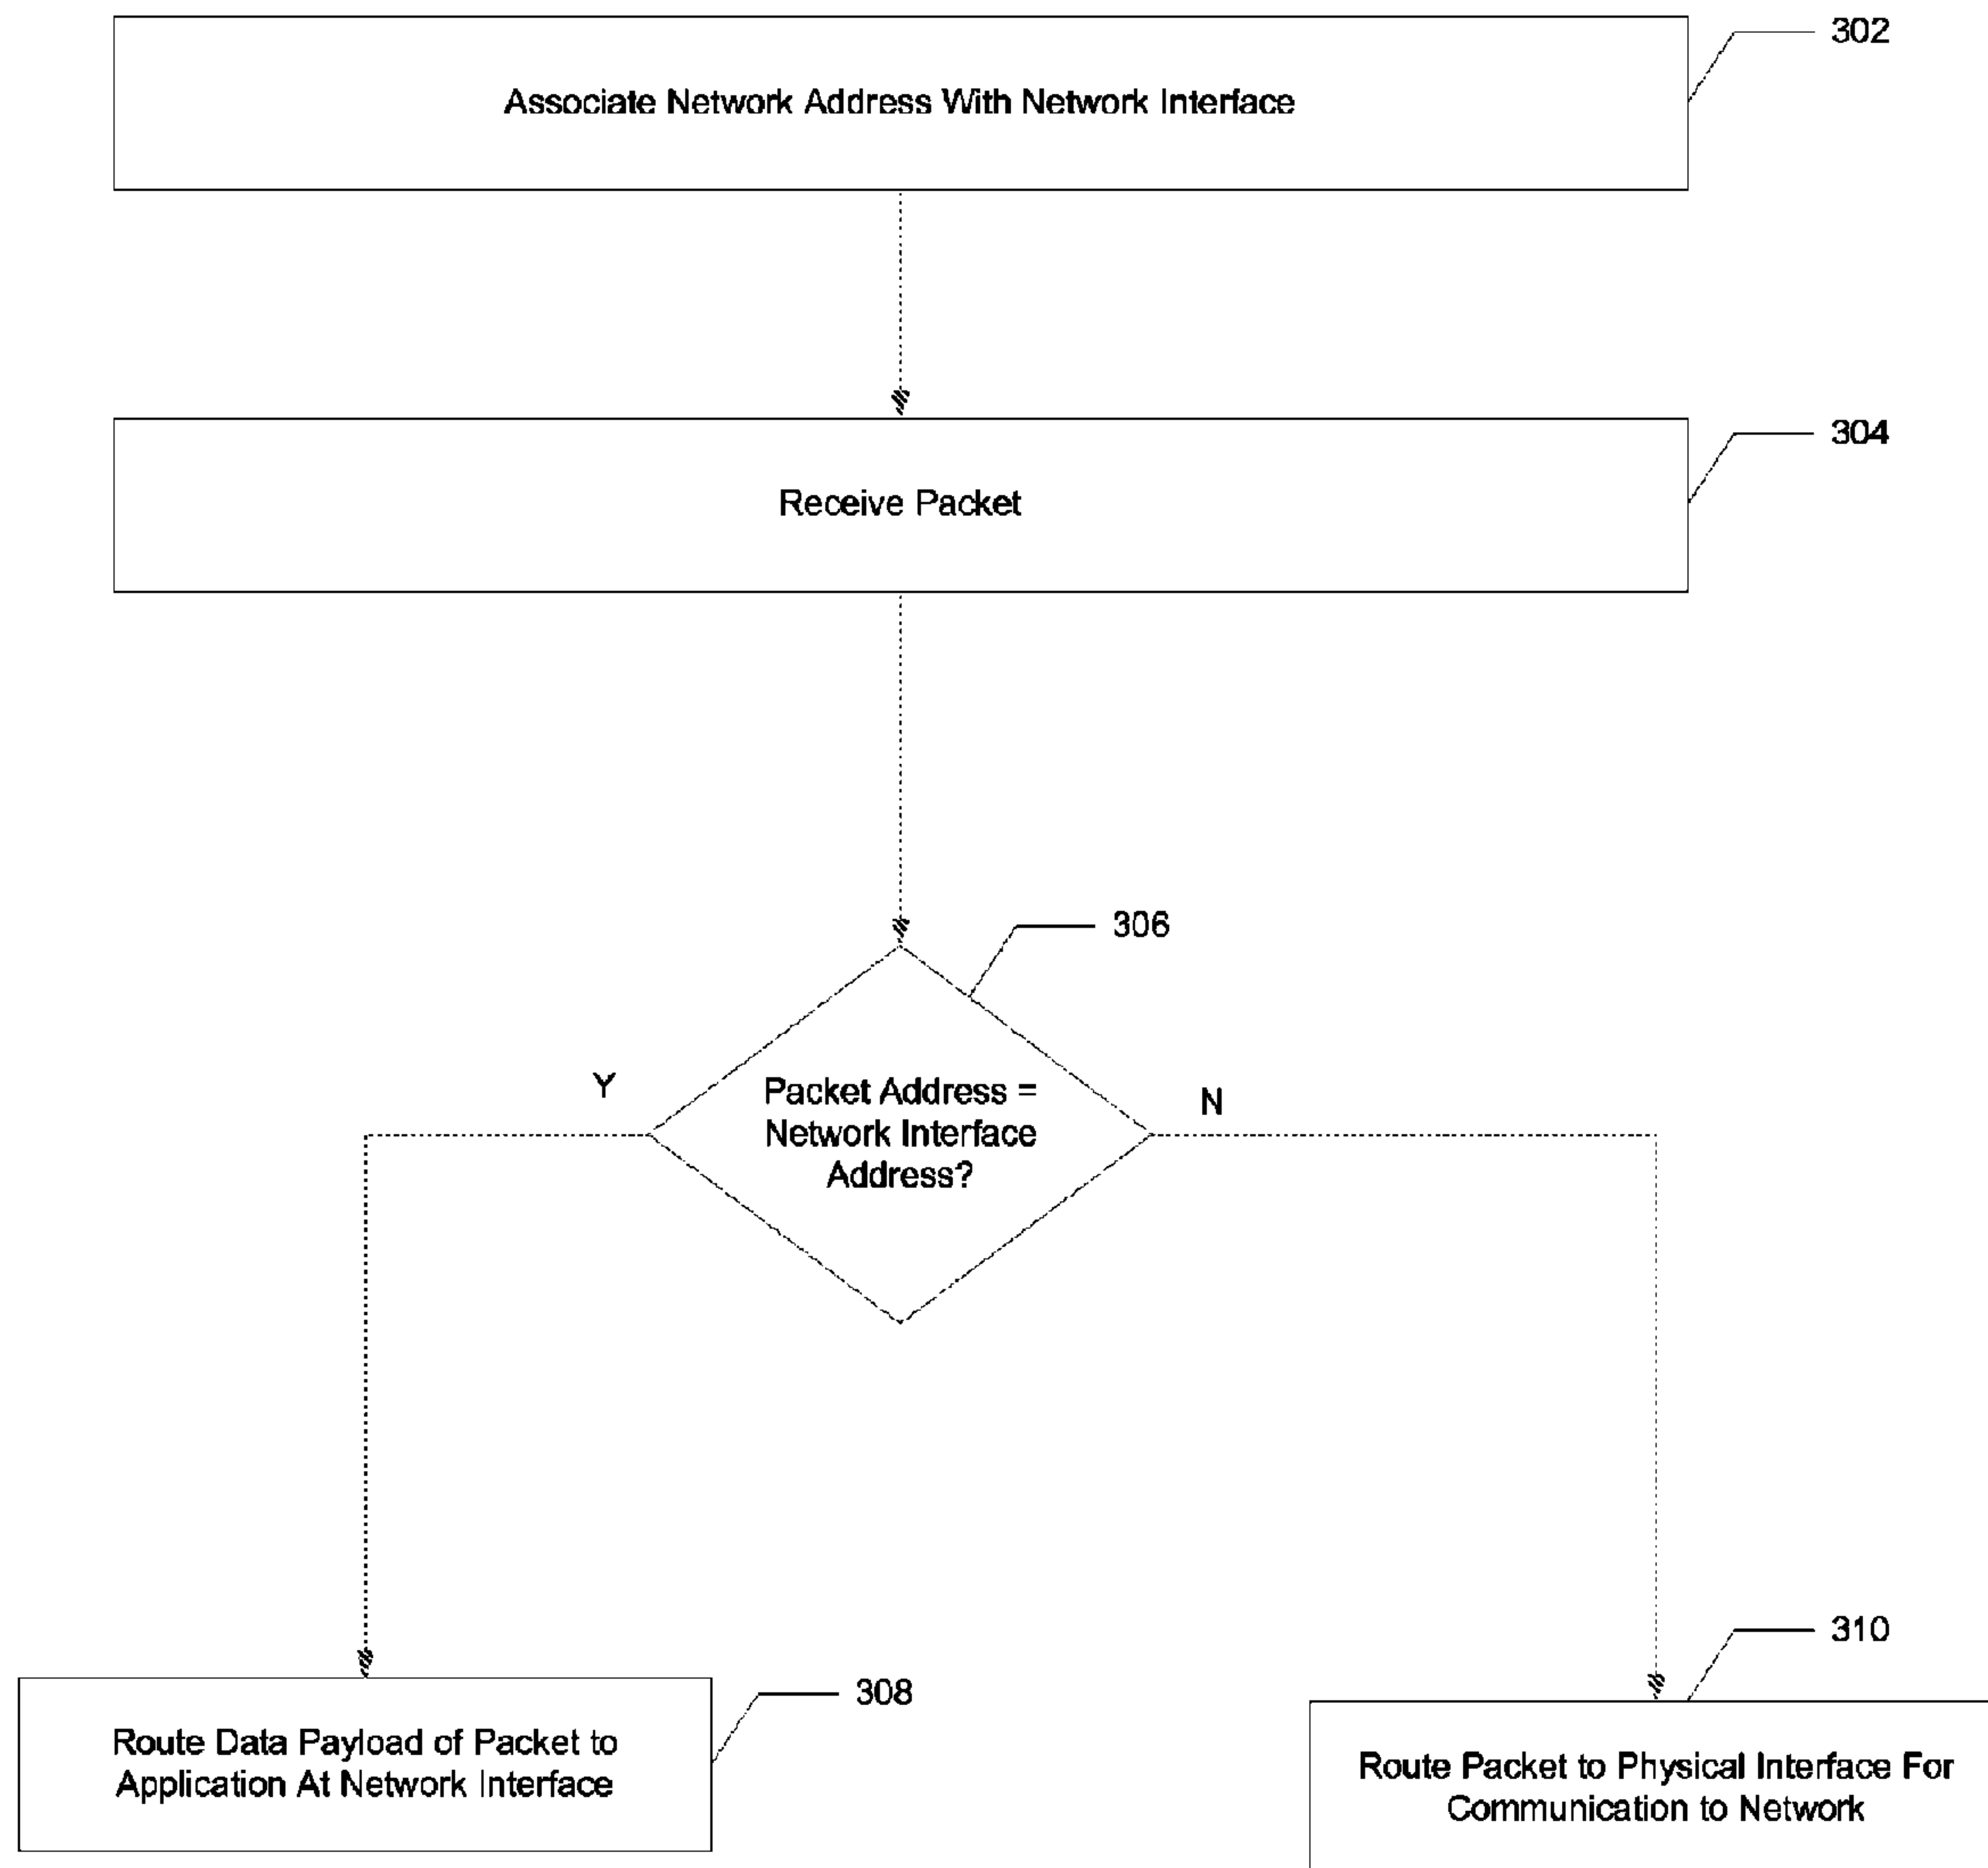 302
Associate Network Address With Network Interface
304
Receive Packet
306
Y
N
Packet Address =
Network Interface
Address?
308
Route Data Payload of Packet to
Application At Network Interface
310
Route Packet to Physical Interface For
Communication to Network